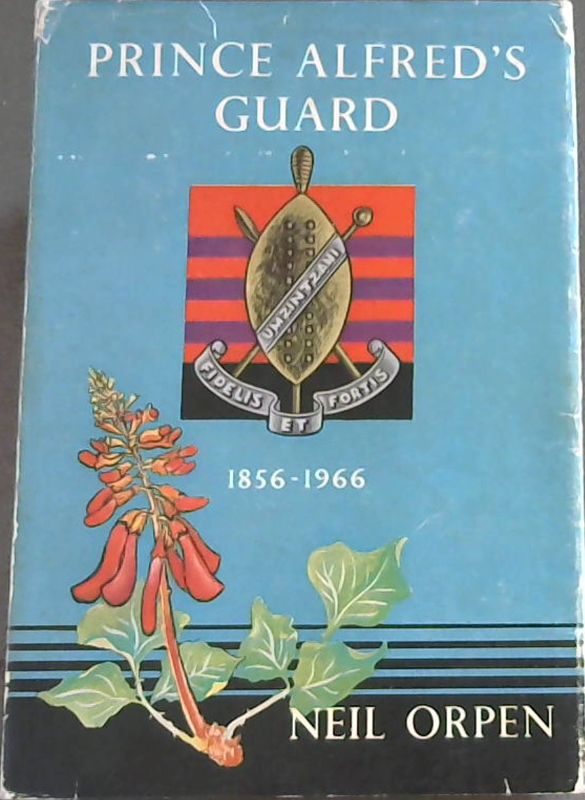 PRINCE ALFRED'S
GUARD
UMZINTZANI
FIDELIS ET FORTIS
1856-1966
NEIL ORPEN